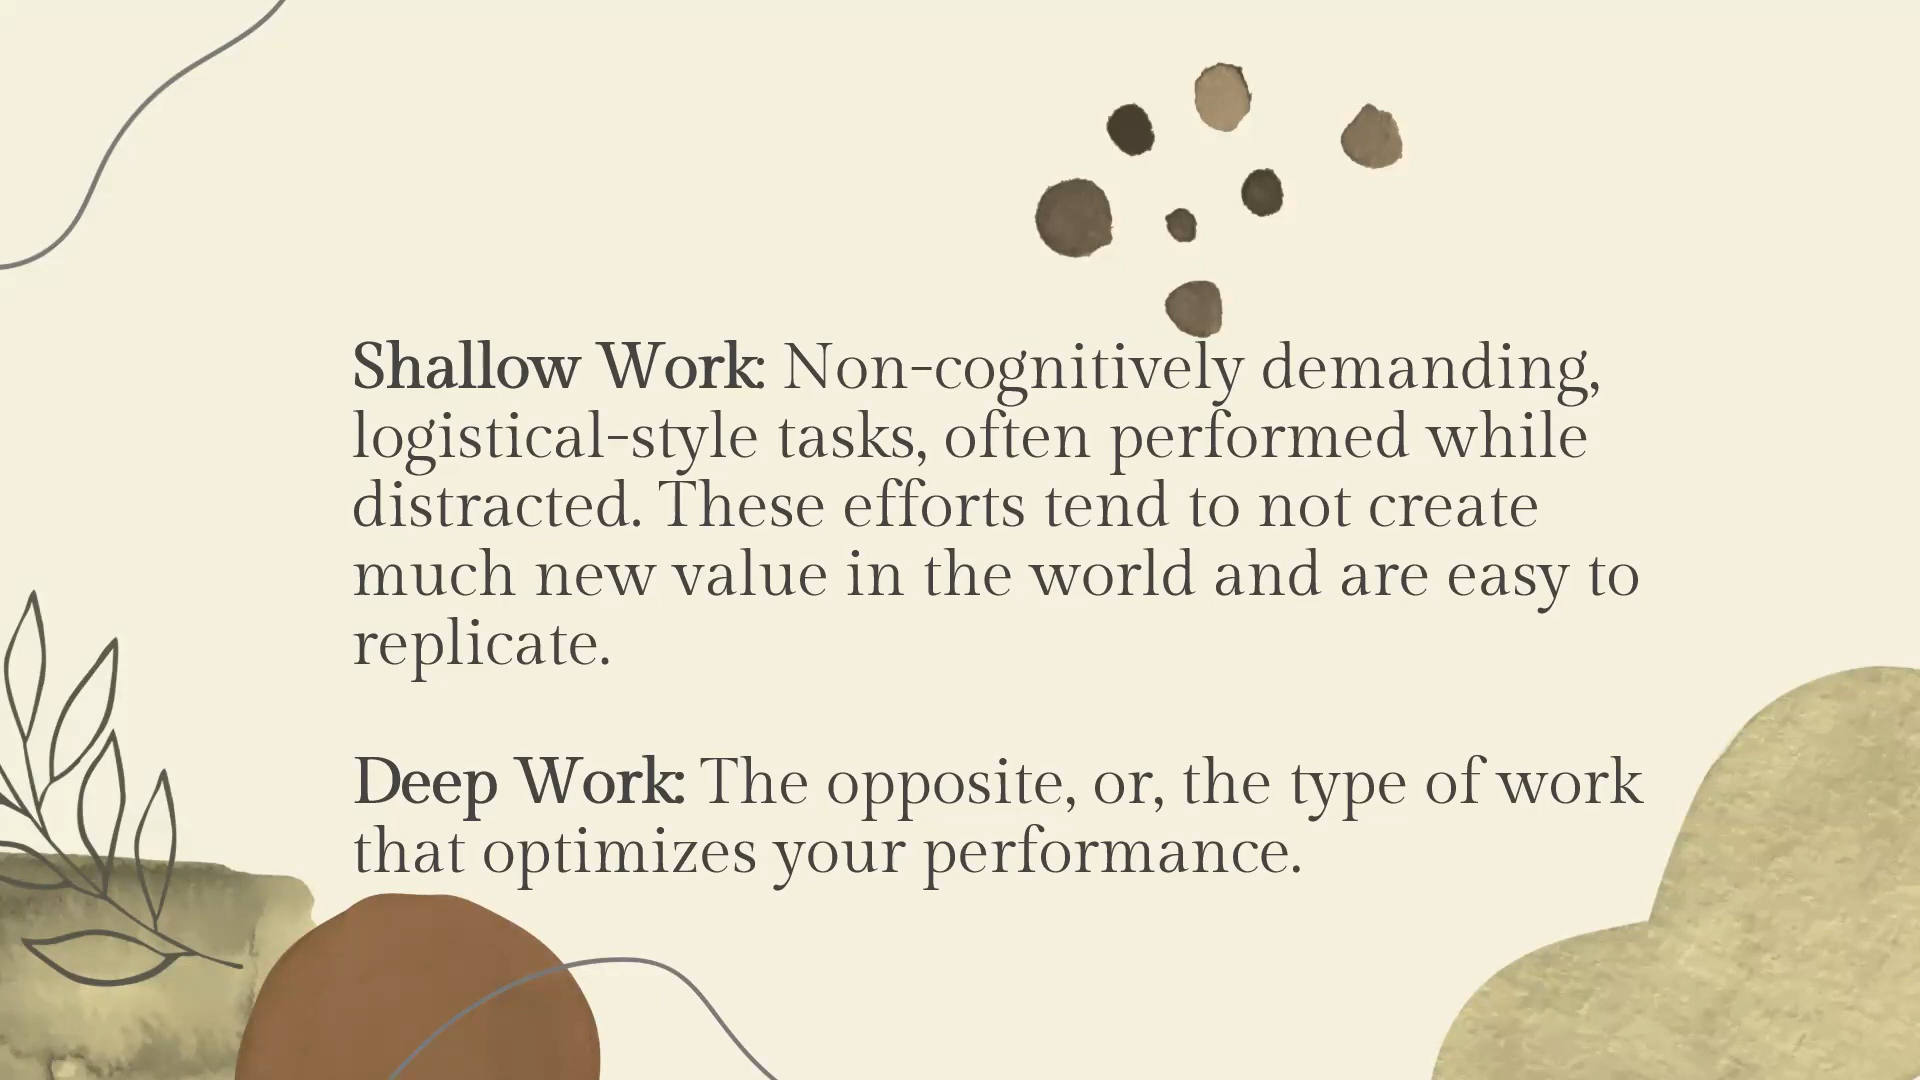 Shallow Work: Non-cognitively demanding,
logistical-style tasks, often performed while
distracted. These efforts tend to not create
much new value in the world and are easy to
replicate.
Deep Work: The opposite, or, the type of work
that optimizes your performance.